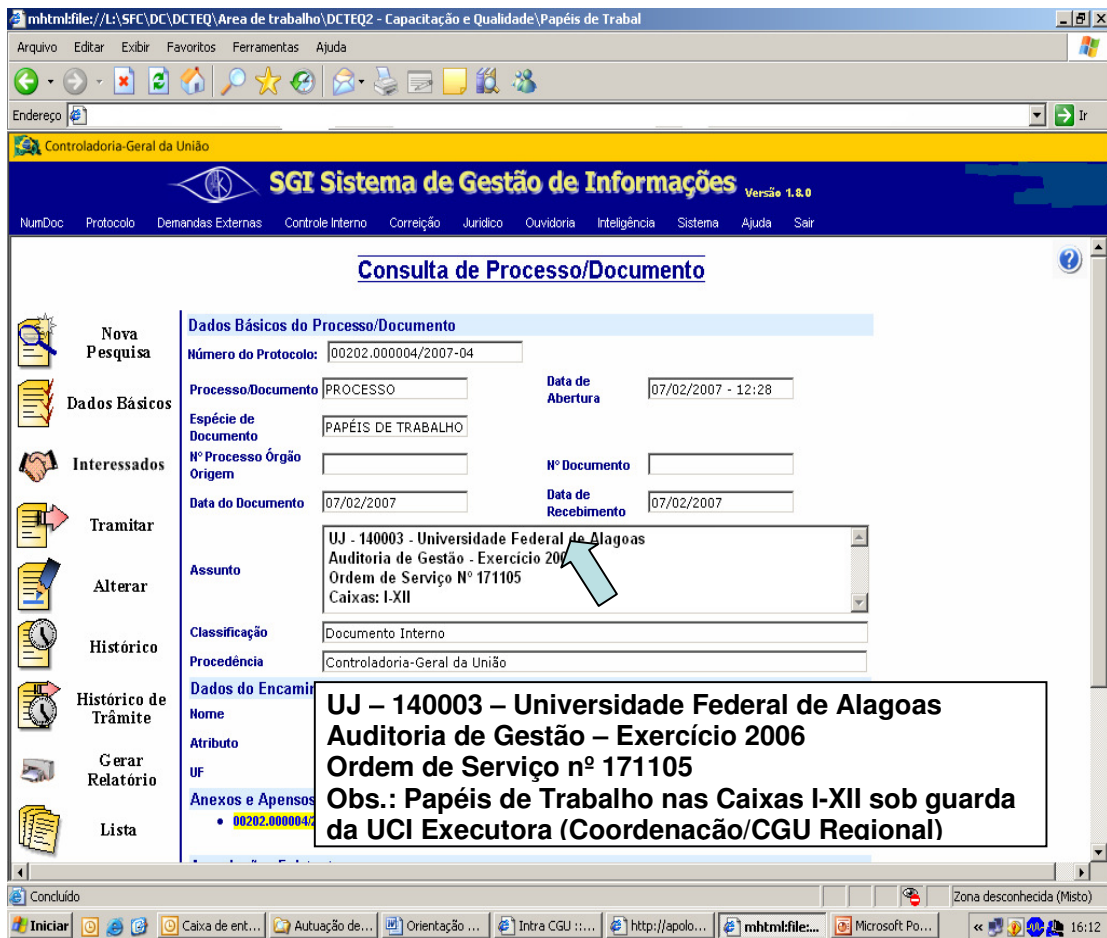 mhtml:file://L:\SFC\DC\DCTEQ\Area de trabalho\DCTEQ2 - Capacitação e Qualidade\Papéis de Trabal
Arquivo Editar Exibir Favoritos Ferramentas Ajuda
Endereço Ir
Controladoria-Geral da União
SGI Sistema de Gestão de Informações Versão 1.8.0
NumDoc Protocolo Demandas Externas Controle Interno Correição Jurídico Ouvidoria Inteligência Sistema Ajuda Sair
Consulta de Processo/Documento
Nova Pesquisa
Dados Básicos
Interessados
Tramitar
Alterar
Histórico
Histórico de Trâmite
Gerar Relatório
Lista
Dados Básicos do Processo/Documento
Número do Protocolo: 00202.000004/2007-04
Processo/Documento PROCESSO Data de Abertura 07/02/2007 - 12:28
Espécie de Documento PAPÉIS DE TRABALHO
Nº Processo Órgão Origem Nº Documento
Data do Documento 07/02/2007 Data de Recebimento 07/02/2007
Assunto
UJ - 140003 - Universidade Federal de Alagoas
Auditoria de Gestão - Exercício 200
Ordem de Serviço Nº 171105
Caixas: I-XII
Classificação Documento Interno
Procedência Controladoria-Geral da União
Dados do Encamin
Nome
Atributo
UF
Anexos e Apensos
00202.000004/2
UJ – 140003 – Universidade Federal de Alagoas
Auditoria de Gestão – Exercício 2006
Ordem de Serviço nº 171105
Obs.: Papéis de Trabalho nas Caixas I-XII sob guarda
da UCI Executora (Coordenação/CGU Regional)
Concluído Zona desconhecida (Misto)
Iniciar Caixa de ent... Autuação de... Orientação ... Intra CGU ::... http://apolo... mhtml:file:... Microsoft Po... « 16:12